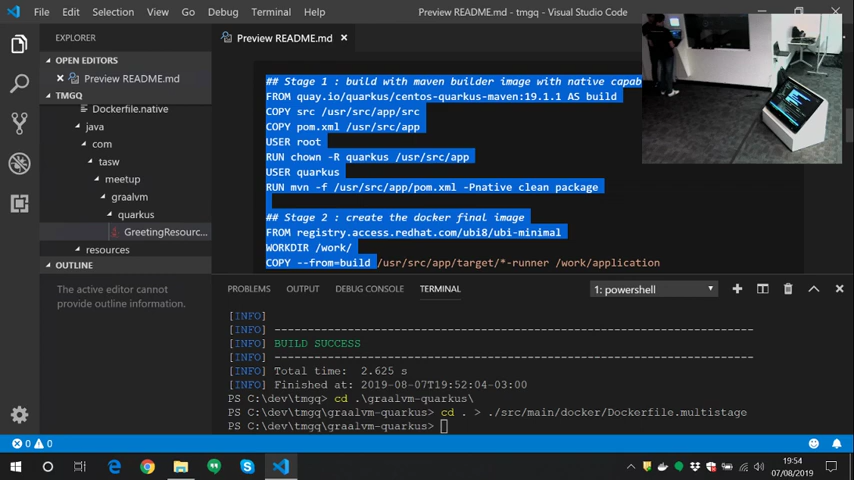 File Edit Selection View Go Debug Terminal Help
Preview README.md - tmgq - Visual Studio Code
EXPLORER
OPEN EDITORS
Preview README.md
TMGQ
Dockerfile.native
java
com
tasw
meetup
graalvm
quarkus
GreetingResourc...
resources
OUTLINE
The active editor cannot
provide outline information.
Preview README.md
## Stage 1 : build with maven builder image with native capab
FROM quay.io/quarkus/centos-quarkus-maven:19.1.1 AS build
COPY src /usr/src/app/src
COPY pom.xml /usr/src/app
USER root
RUN chown -R quarkus /usr/src/app
USER quarkus
RUN mvn -f /usr/src/app/pom.xml -Pnative clean package
## Stage 2 : create the docker final image
FROM registry.access.redhat.com/ubi8/ubi-minimal
WORKDIR /work/
COPY --from=build /usr/src/app/target/*-runner /work/application
PROBLEMS OUTPUT DEBUG CONSOLE TERMINAL
1: powershell
[INFO]
[INFO] ------------------------------------------------------------------------
[INFO] BUILD SUCCESS
[INFO] ------------------------------------------------------------------------
[INFO] Total time: 2.625 s
[INFO] Finished at: 2019-08-07T19:52:04-03:00
PS C:\dev\tmgq> cd .\graalvm-quarkus\
PS C:\dev\tmgq\graalvm-quarkus> cd . > ./src/main/docker/Dockerfile.multistage
PS C:\dev\tmgq\graalvm-quarkus>
0 0
19:54
07/08/2019